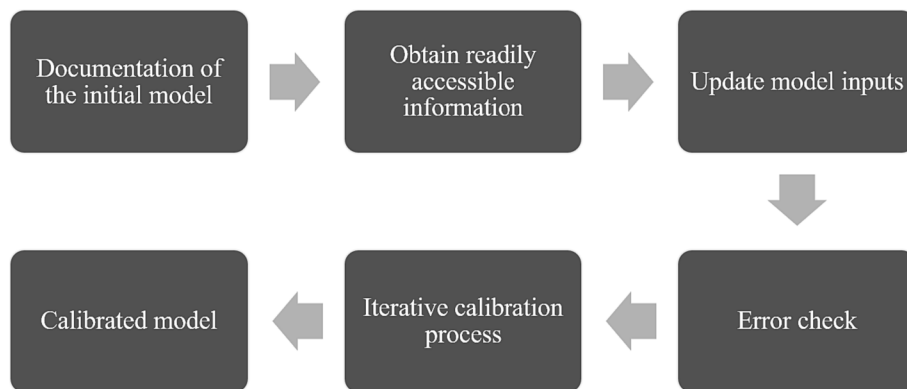 Documentation of
the initial model
Obtain readily
accessible
information
Update model inputs
Error check
Iterative calibration
process
Calibrated model